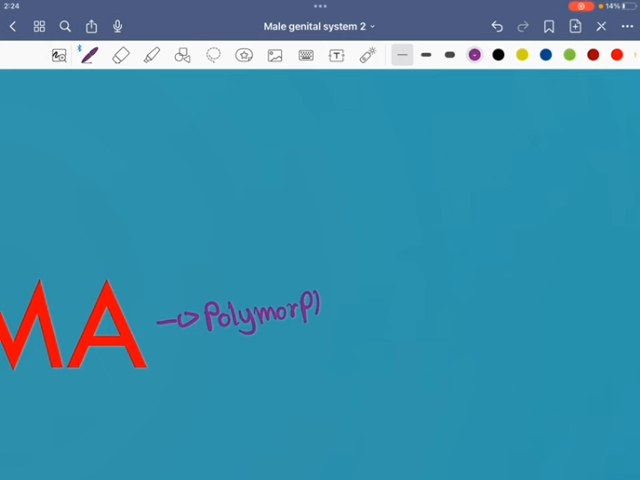 2:24
14%
Male genital system 2
MA → Polymorp